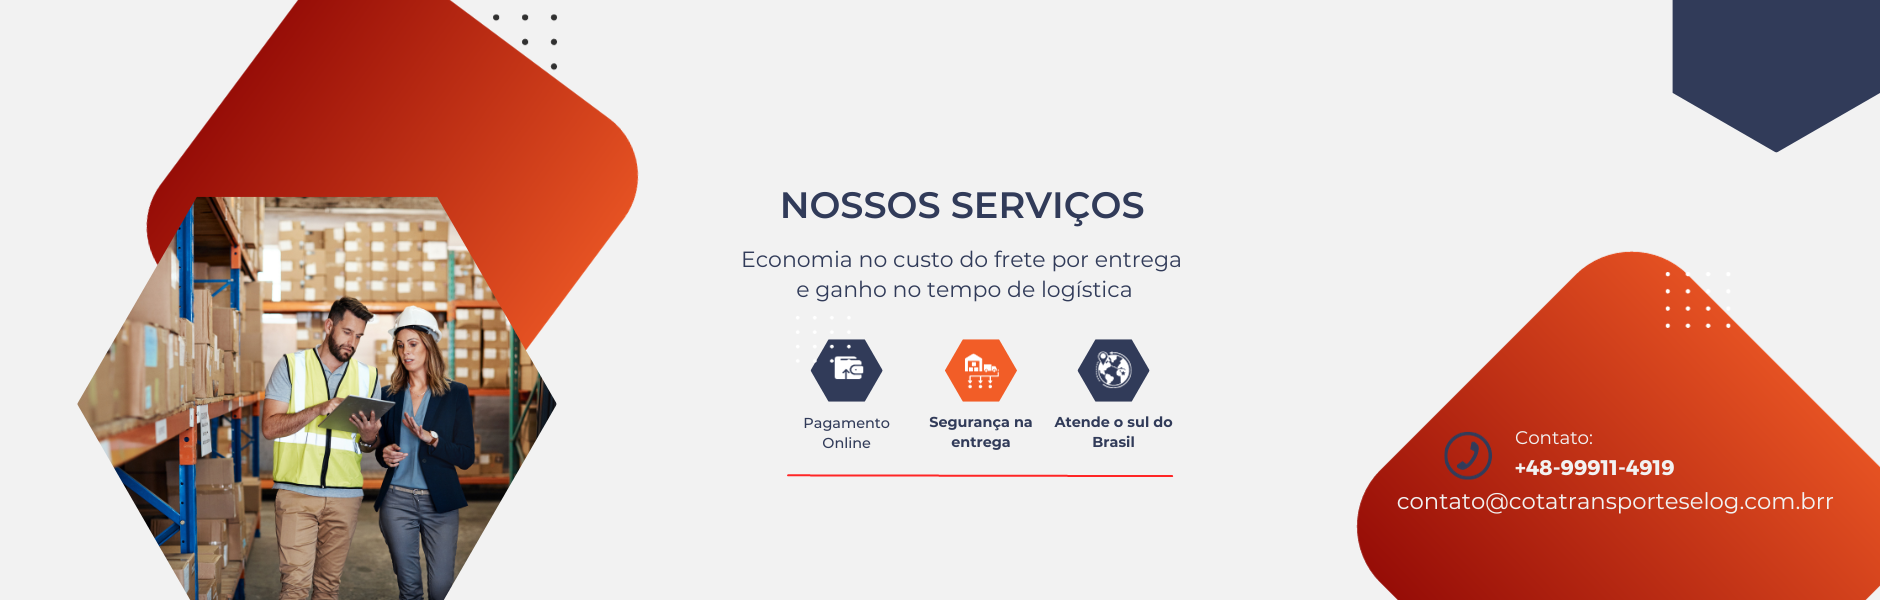 NOSSOS SERVIÇOS
Economia no custo do frete por entrega
e ganho no tempo de logística
Pagamento
Online
Segurança na
entrega
Atende o sul do
Brasil
Contato:
+48-99911-4919
contato@cotatransporteselog.com.brr